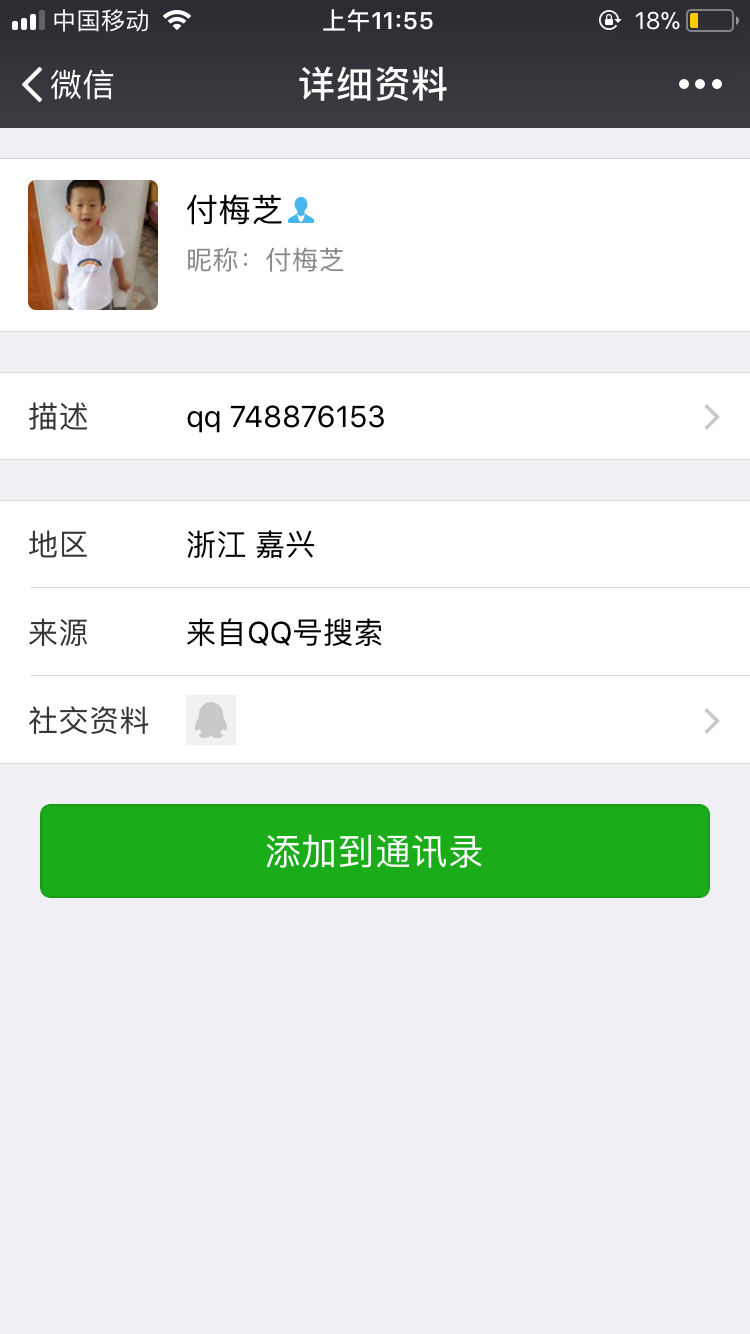 中国移动 上午11:55 18%
微信 详细资料
付梅芝
昵称：付梅芝
描述 qq 748876153
地区 浙江 嘉兴
来源 来自QQ号搜索
社交资料
添加到通讯录